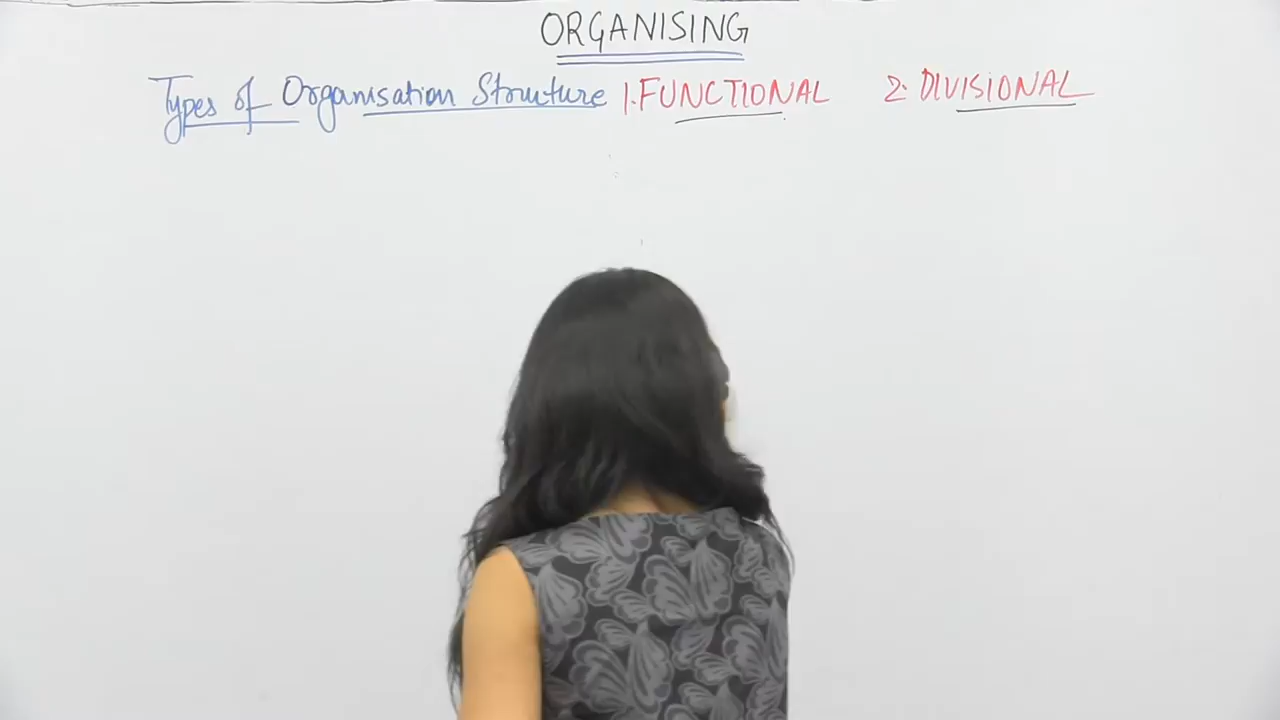 ORGANISING
Types of Organisation Structure 1.FUNCTIONAL 2. DIVISIONAL